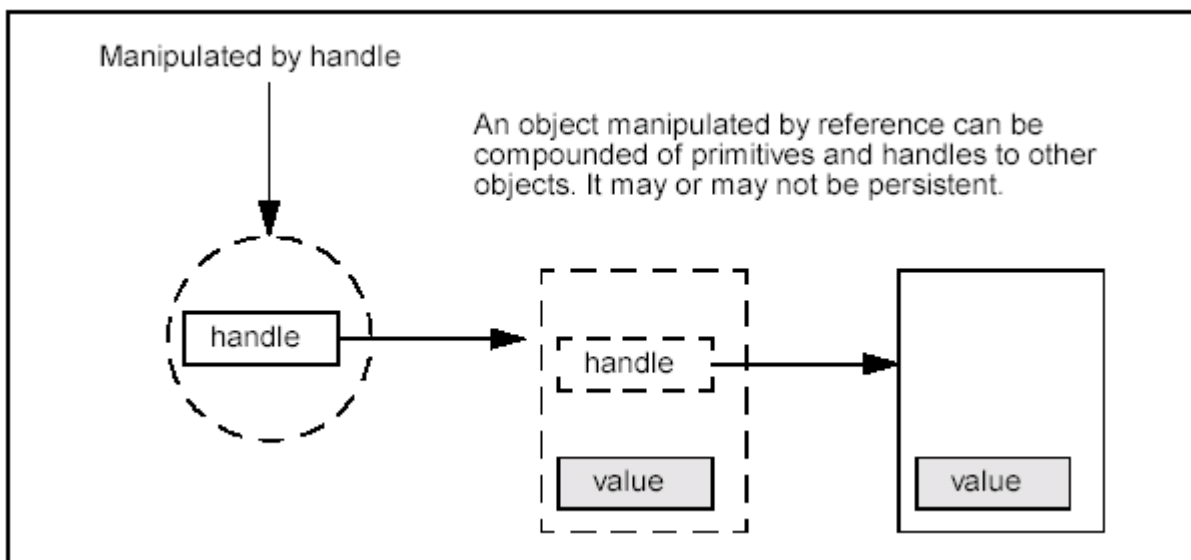 Manipulated by handle
An object manipulated by reference can be
compounded of primitives and handles to other
objects. It may or may not be persistent.
handle
handle
value
value